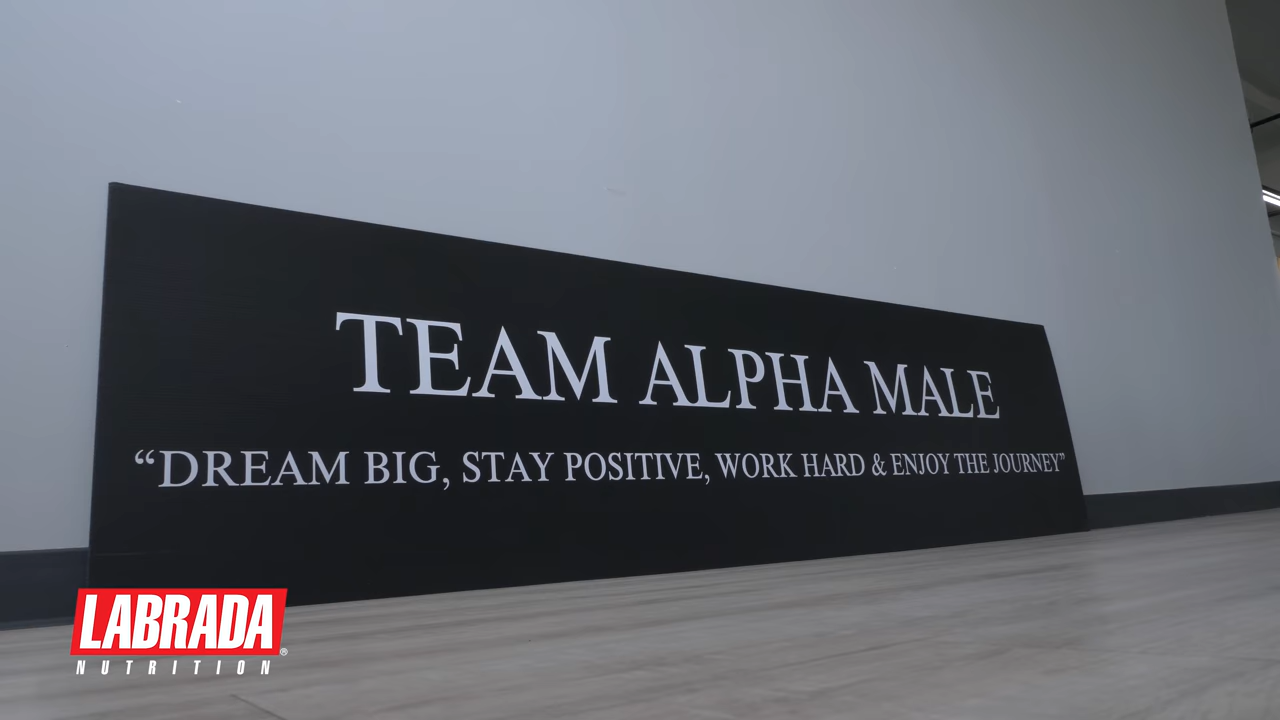 TEAM ALPHA MALE
“DREAM BIG, STAY POSITIVE, WORK HARD & ENJOY THE JOURNEY”
LABRADA®
NUTRITION